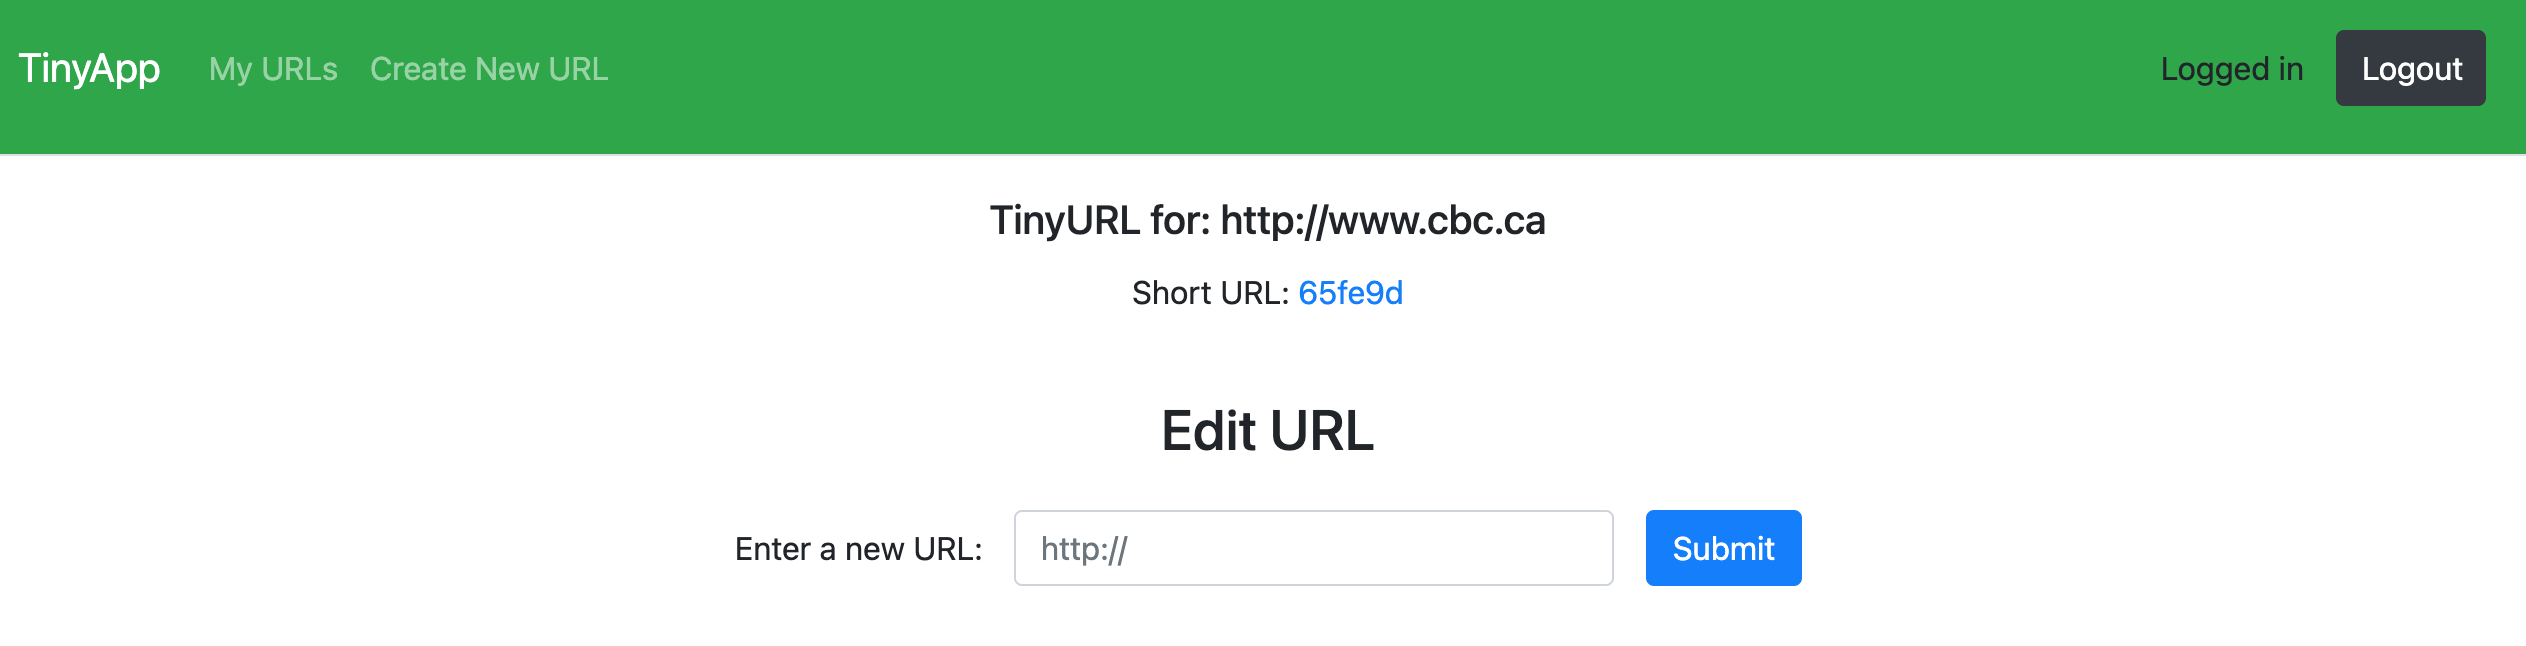 TinyApp My URLs Create New URL Logged in Logout
TinyURL for: http://www.cbc.ca
Short URL: 65fe9d
Edit URL
Enter a new URL: http:// Submit